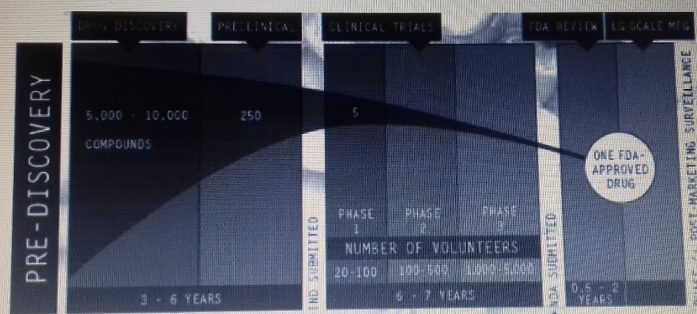 DRUG DISCOVERY
PRECLINICAL
CLINICAL TRIALS
FDA REVIEW
LG-SCALE MFG
PRE-DISCOVERY
5,000 - 10,000
COMPOUNDS
250
5
ONE FDA-
APPROVED
DRUG
PHASE
1
PHASE
2
PHASE
3
NUMBER OF VOLUNTEERS
20-100
100-500
1,000-5,000
3 - 6 YEARS
IND SUBMITTED
6 - 7 YEARS
NDA SUBMITTED
0.5 - 2
YEARS
POST-MARKETING SURVEILLANCE